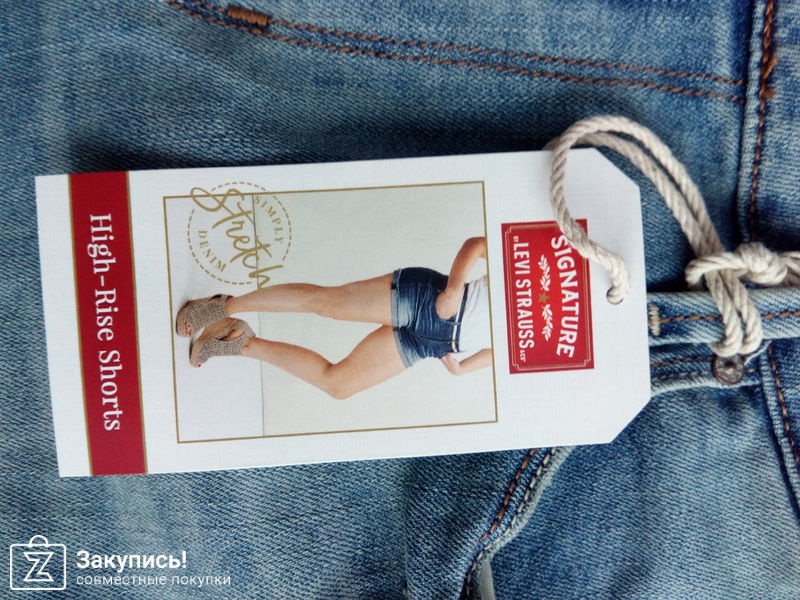 SIGNATURE
BY LEVI STRAUSS & CO
SIMPLY
Stretch
DENIM
High-Rise Shorts
Закупись!
совместные покупки